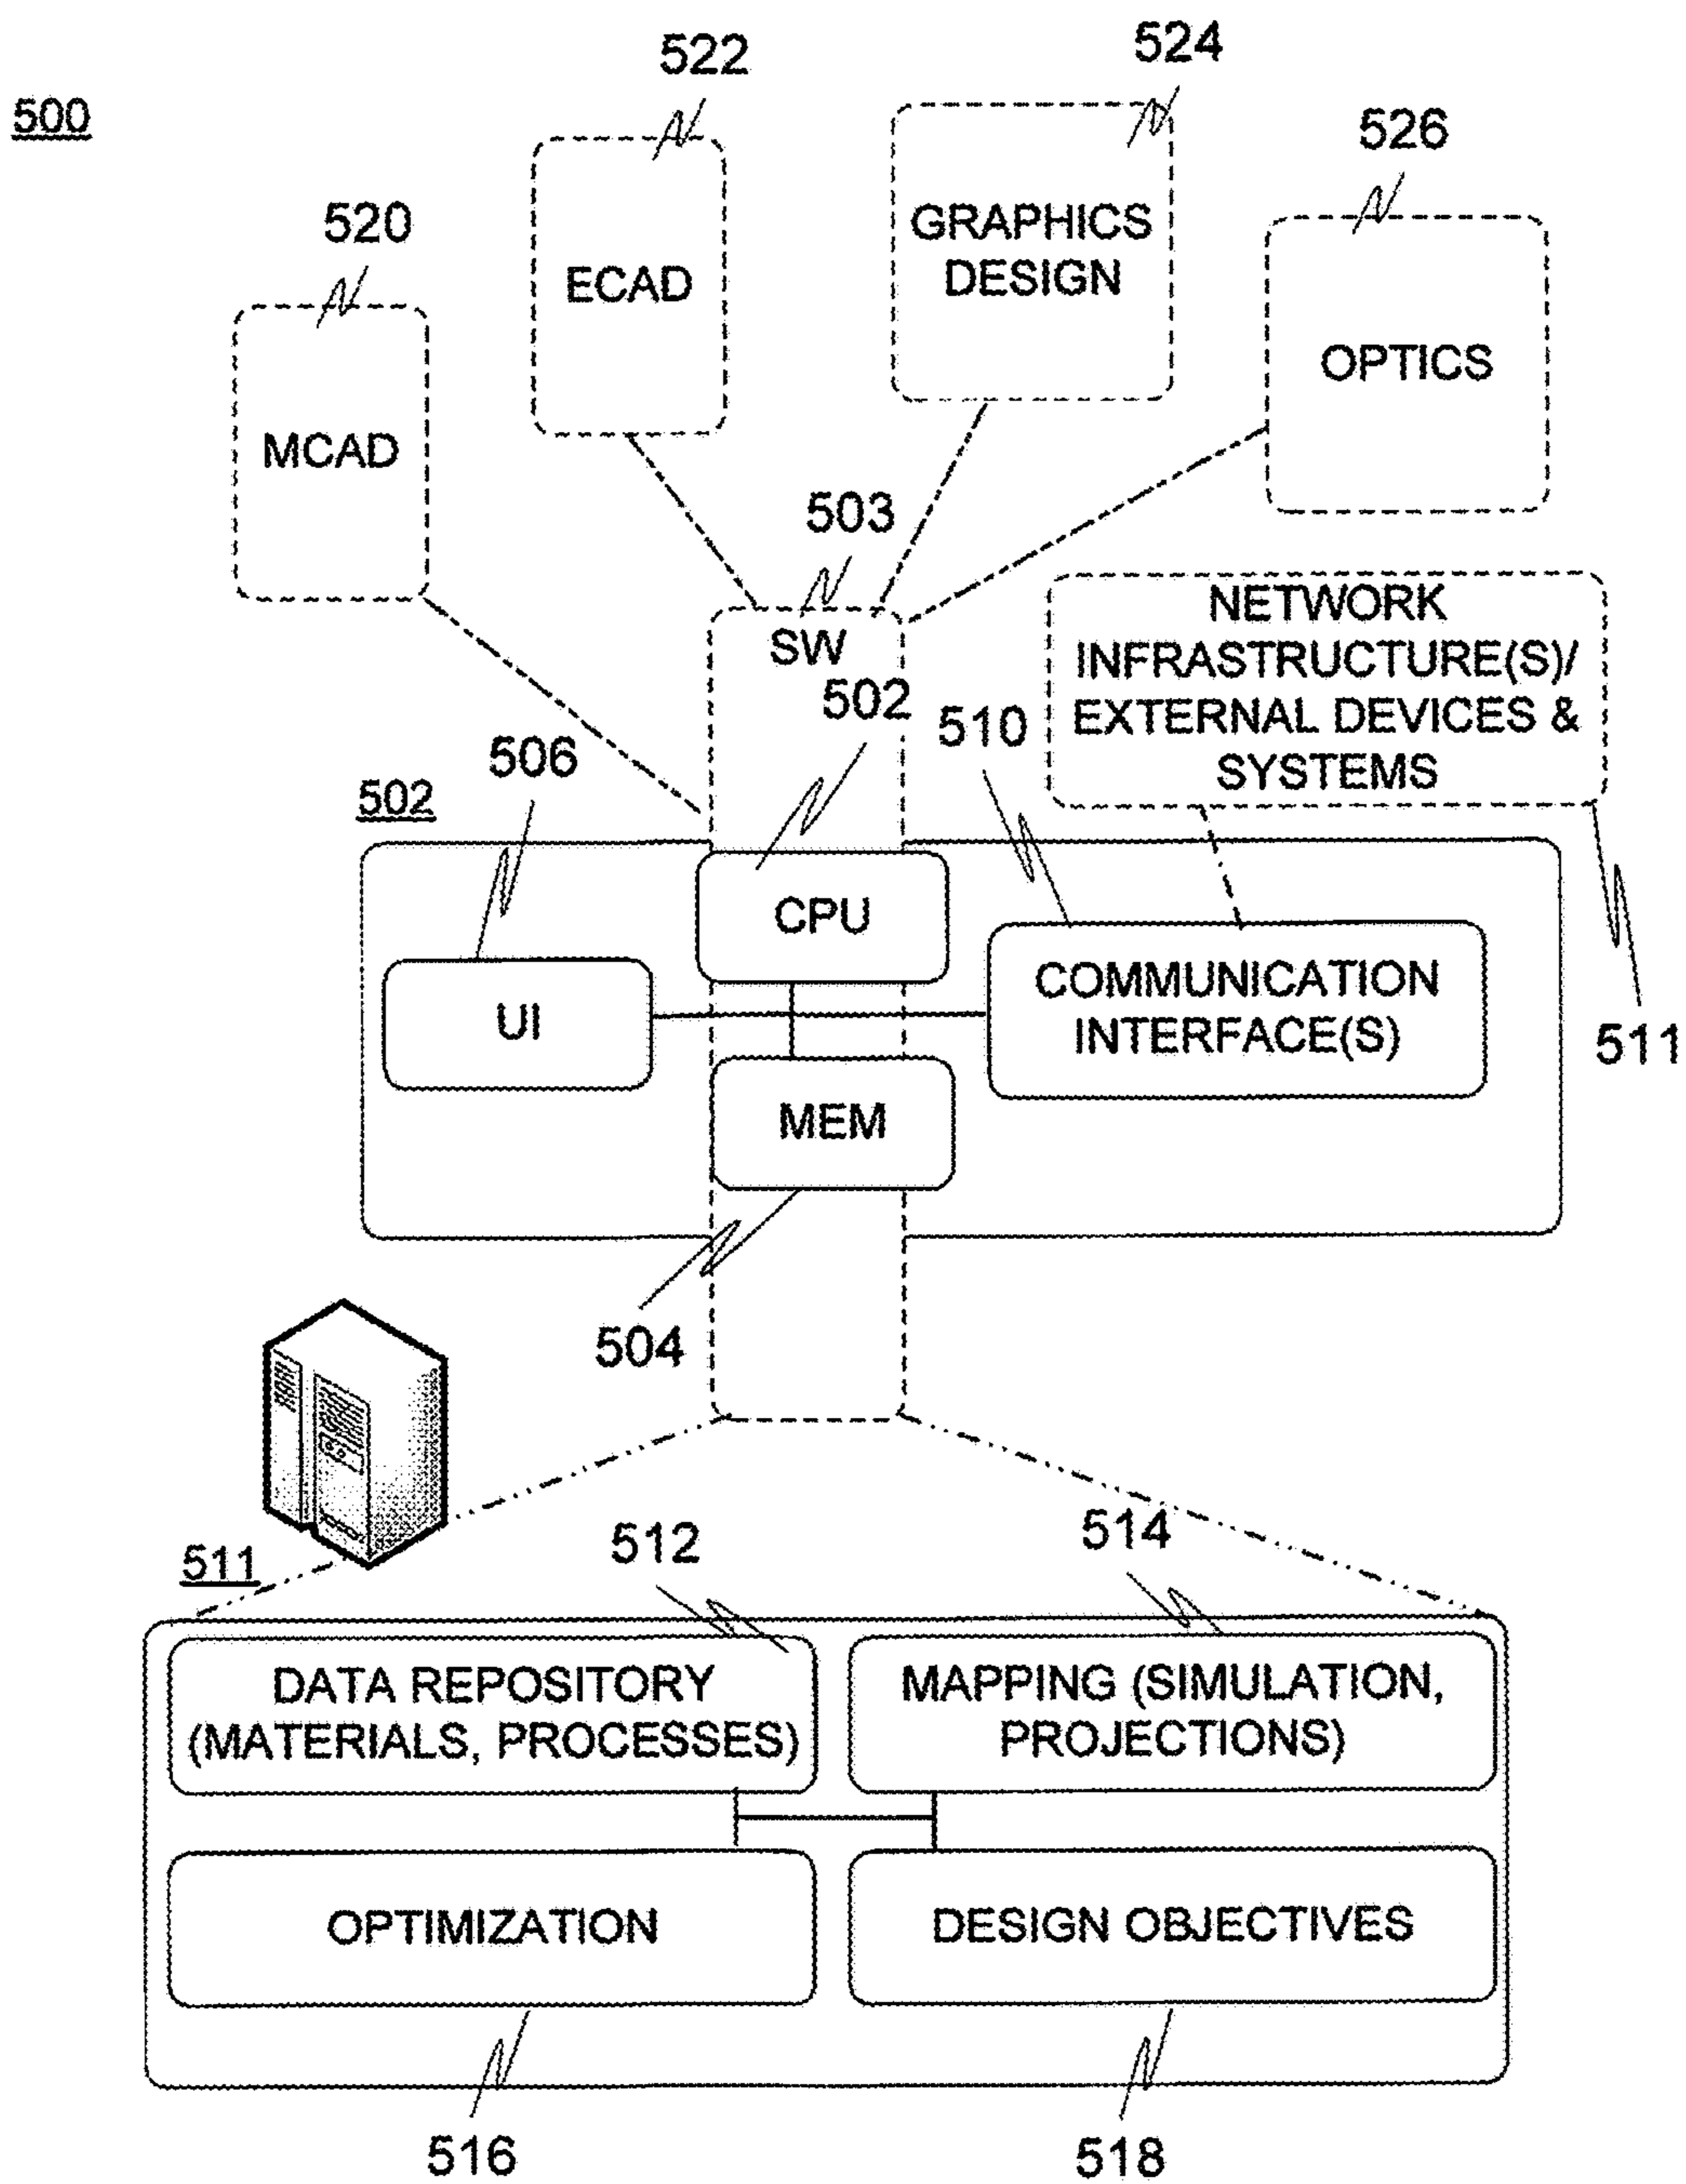 500
522
524
526
520
GRAPHICS
DESIGN
ECAD
OPTICS
MCAD
503
SW
NETWORK
INFRASTRUCTURE(S)/
EXTERNAL DEVICES &
SYSTEMS
502
510
506
502
CPU
COMMUNICATION
INTERFACE(S)
UI
511
MEM
504
511
512
514
DATA REPOSITORY
(MATERIALS, PROCESSES)
MAPPING (SIMULATION,
PROJECTIONS)
OPTIMIZATION
DESIGN OBJECTIVES
516
518